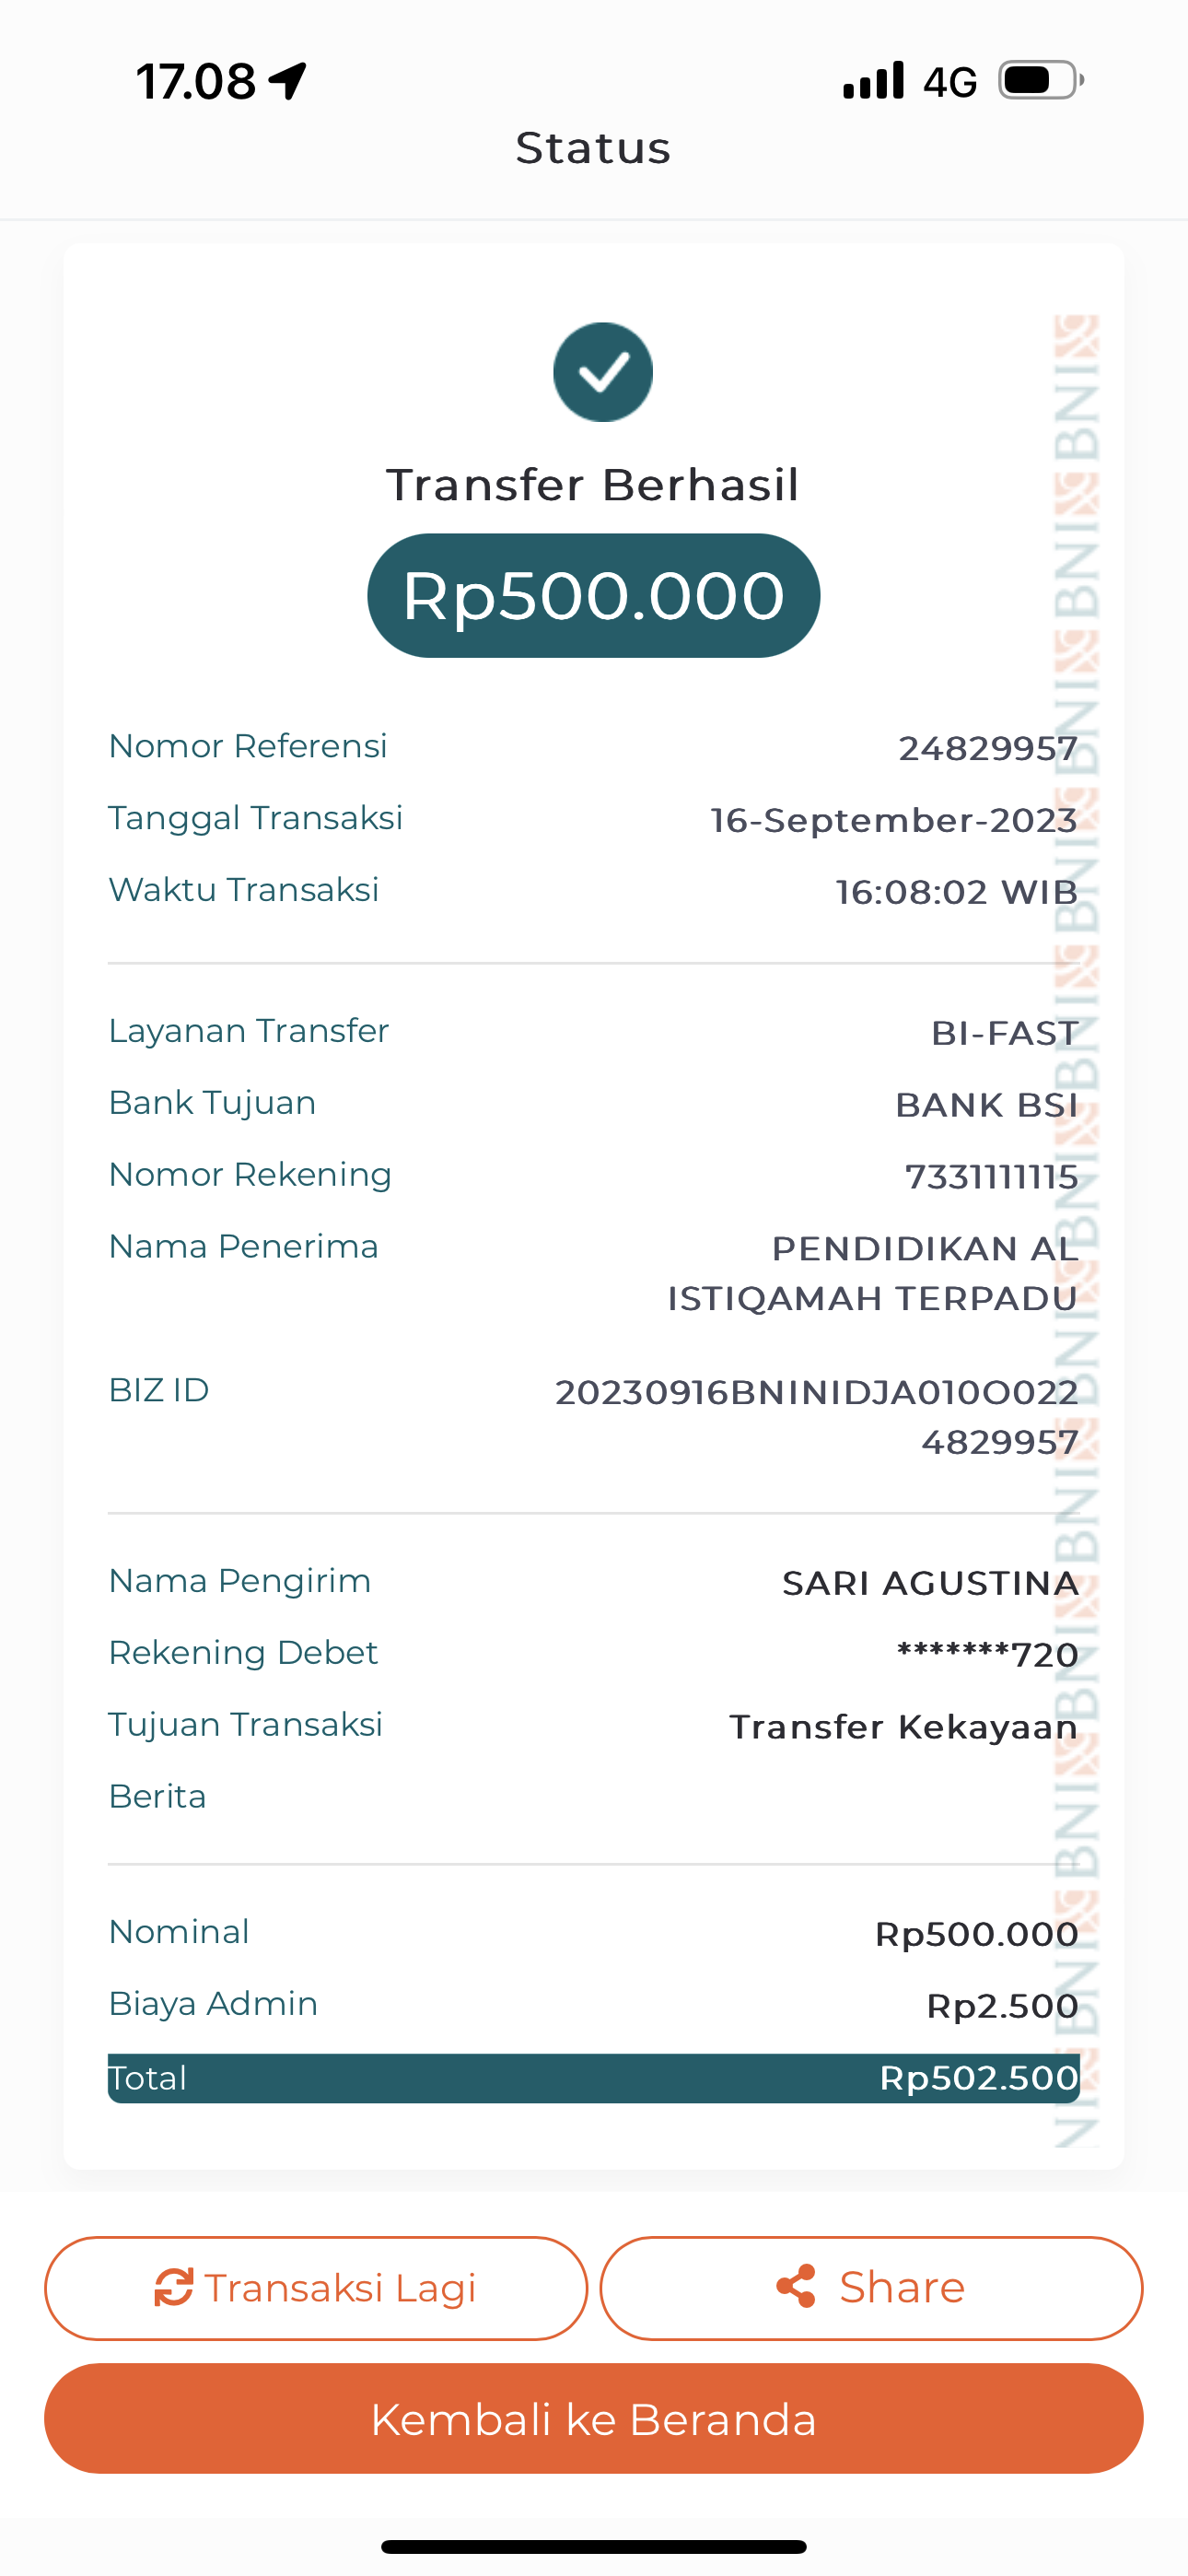 17.08
4G
Status
Transfer Berhasil
Rp500.000
Nomor Referensi 24829957
Tanggal Transaksi 16-September-2023
Waktu Transaksi 16:08:02 WIB
Layanan Transfer BI-FAST
Bank Tujuan BANK BSI
Nomor Rekening 7331111115
Nama Penerima PENDIDIKAN AL
ISTIQAMAH TERPADU
BIZ ID 20230916BNINIDJA010O022
4829957
Nama Pengirim SARI AGUSTINA
Rekening Debet *******720
Tujuan Transaksi Transfer Kekayaan
Berita
Nominal Rp500.000
Biaya Admin Rp2.500
Total Rp502.500
BNI BNI BNI BNI BNI BNI BNI BNI BNI BNI BNI NI
Transaksi Lagi
Share
Kembali ke Beranda